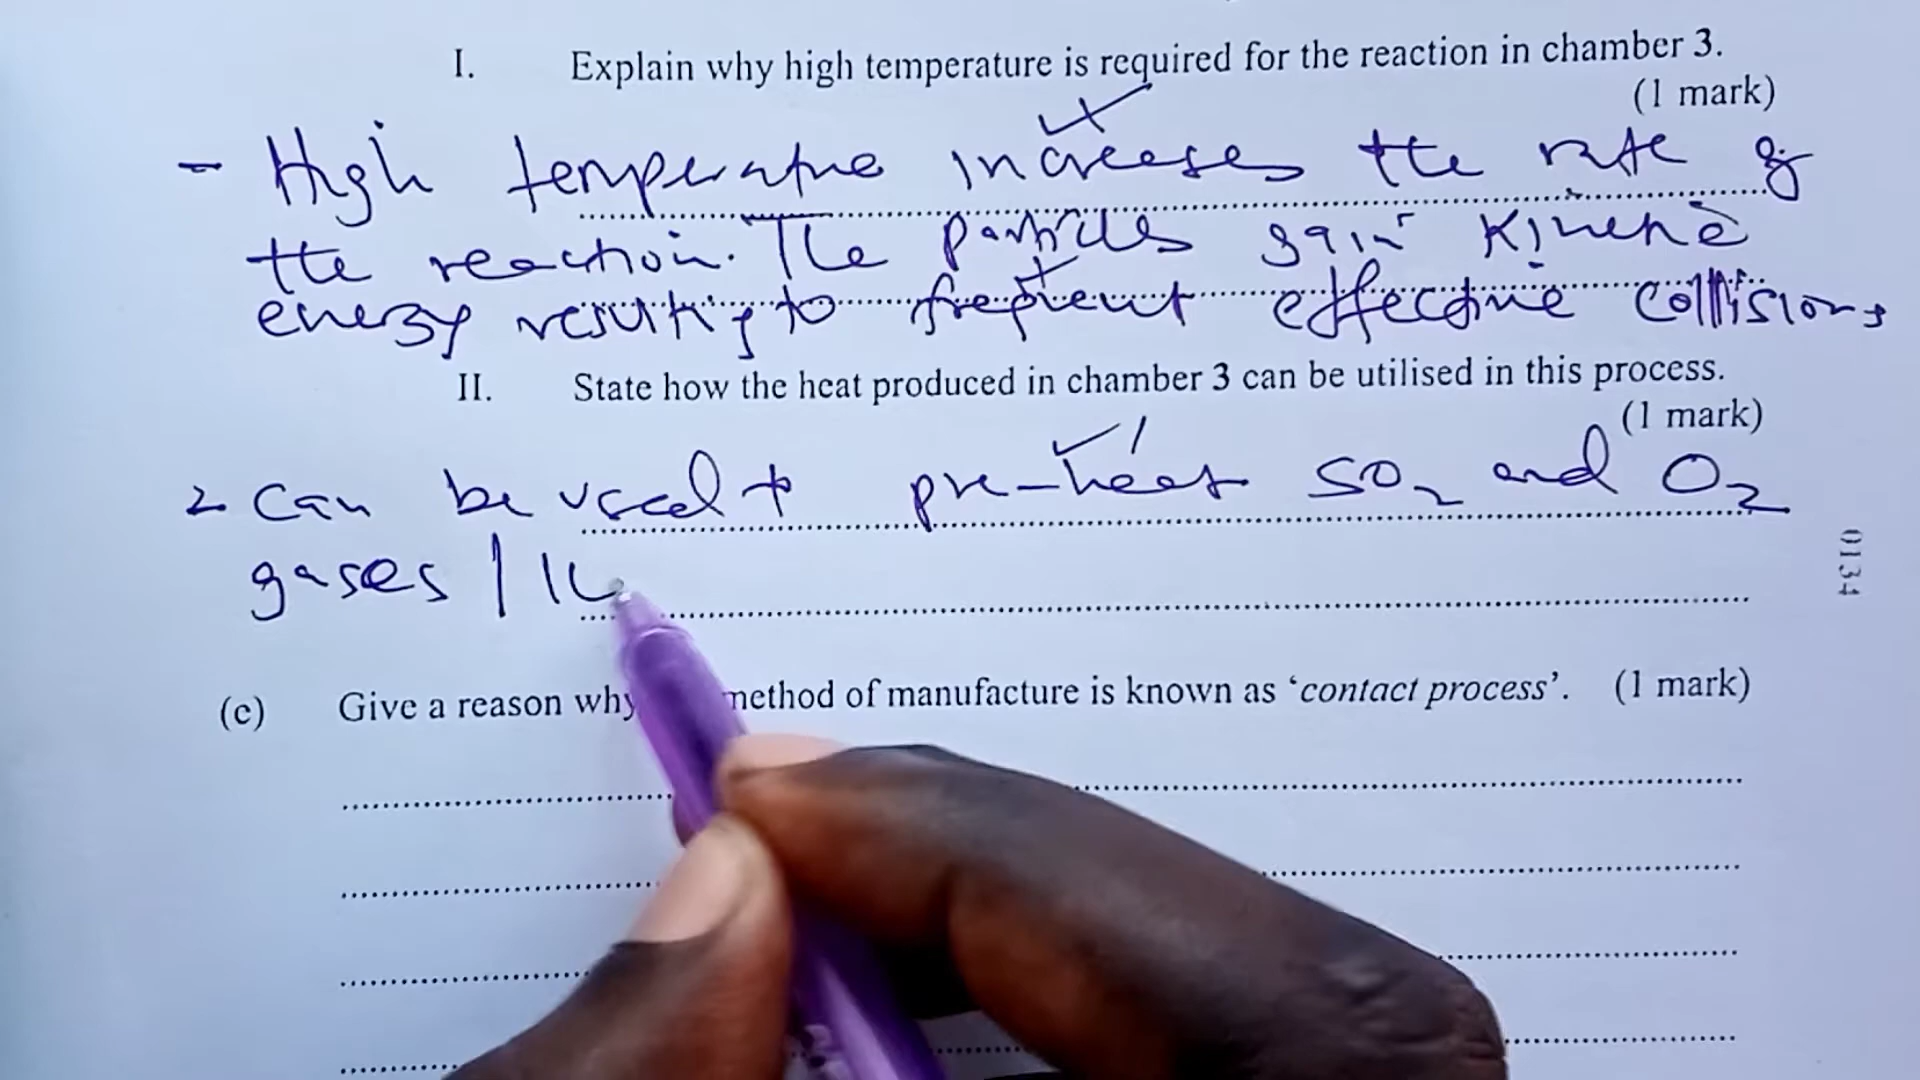 I. Explain why high temperature is required for the reaction in chamber 3.
(1 mark)
- High temperature increases the rate of
the reaction. The particles gain kinetic
energy resulting to frequent effective collisions
II. State how the heat produced in chamber 3 can be utilised in this process.
(1 mark)
- Can be used to pre-heat SO2 and O2
gases |
0134
(c) Give a reason why method of manufacture is known as ‘contact process’. (1 mark)